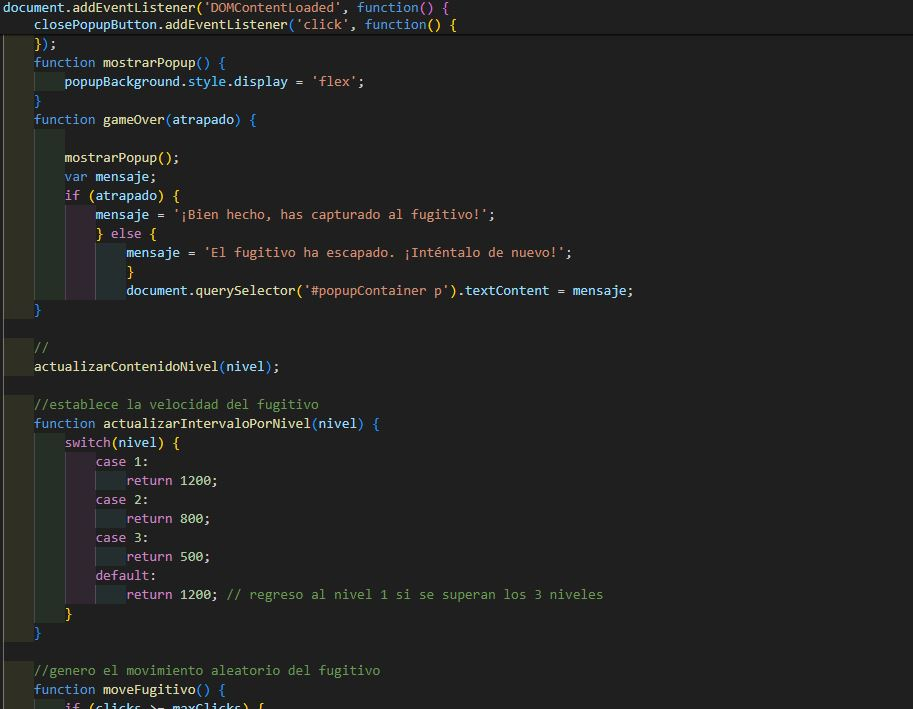 document.addEventListener('DOMContentLoaded', function() {
    closePopupButton.addEventListener('click', function() {
    });
    function mostrarPopup() {
        popupBackground.style.display = 'flex';
    }
    function gameOver(atrapado) {

        mostrarPopup();
        var mensaje;
        if (atrapado) {
            mensaje = '¡Bien hecho, has capturado al fugitivo!';
            } else {
                mensaje = 'El fugitivo ha escapado. ¡Inténtalo de nuevo!';
                }
                document.querySelector('#popupContainer p').textContent = mensaje;
    }

    //
    actualizarContenidoNivel(nivel);

    //establece la velocidad del fugitivo
    function actualizarIntervaloPorNivel(nivel) {
        switch(nivel) {
            case 1:
                return 1200;
            case 2:
                return 800;
            case 3:
                return 500;
            default:
                return 1200; // regreso al nivel 1 si se superan los 3 niveles
        }
    }

    //genero el movimiento aleatorio del fugitivo
    function moveFugitivo() {
        if (clicks >= maxClicks) {